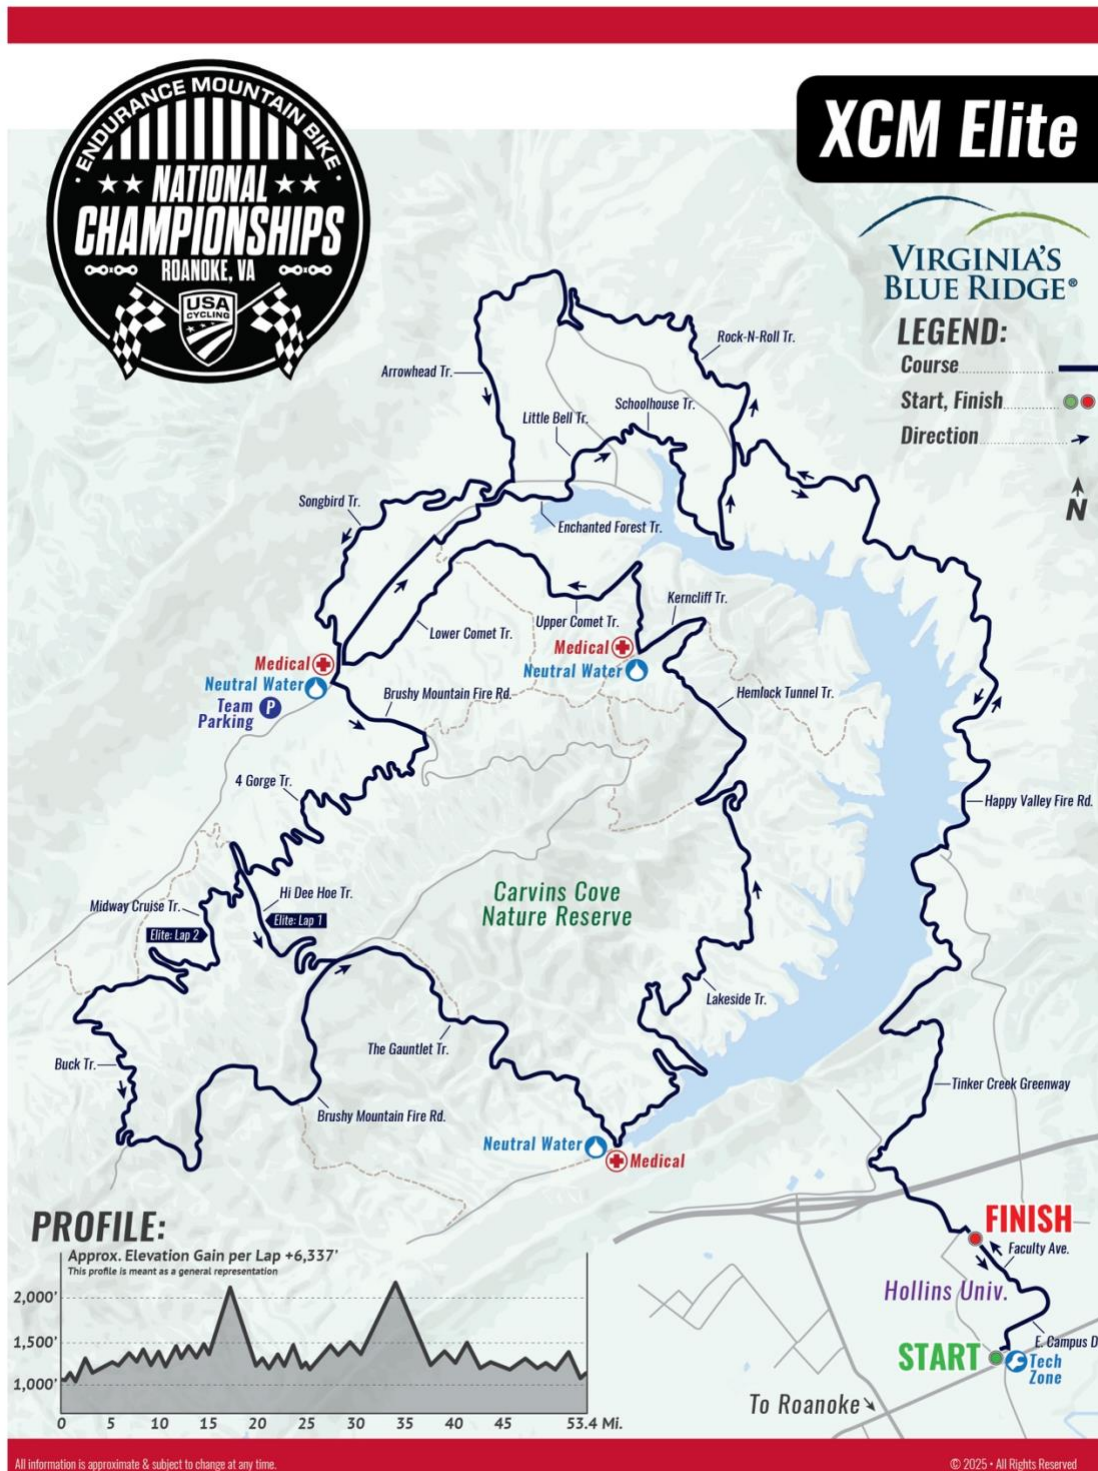 ENDURANCE MOUNTAIN BIKE
NATIONAL
CHAMPIONSHIPS
ROANOKE, VA
USA
CYCLING
XCM Elite
VIRGINIA'S
BLUE RIDGE®
LEGEND:
Course
Start, Finish
Direction
N
Rock-N-Roll Tr.
Arrowhead Tr.
Schoolhouse Tr.
Little Bell Tr.
Songbird Tr.
Enchanted Forest Tr.
Kerncliff Tr.
Upper Comet Tr.
Lower Comet Tr.
Medical
Neutral Water
Medical
Neutral Water
Team
Parking
P
Brushy Mountain Fire Rd.
Hemlock Tunnel Tr.
4 Gorge Tr.
Happy Valley Fire Rd.
Hi Dee Hoe Tr.
Elite: Lap 1
Midway Cruise Tr.
Elite: Lap 2
Carvins Cove
Nature Reserve
Lakeside Tr.
The Gauntlet Tr.
Buck Tr.
Tinker Creek Greenway
Brushy Mountain Fire Rd.
Neutral Water
Medical
FINISH
Faculty Ave.
Hollins Univ.
E. Campus D
START
Tech
Zone
To Roanoke
PROFILE:
Approx. Elevation Gain per Lap +6,337'
This profile is meant as a general representation
2,000'
1,500'
1,000'
0 5 10 15 20 25 30 35 40 45 53.4 Mi.
All information is approximate & subject to change at any time.
© 2025 • All Rights Reserved